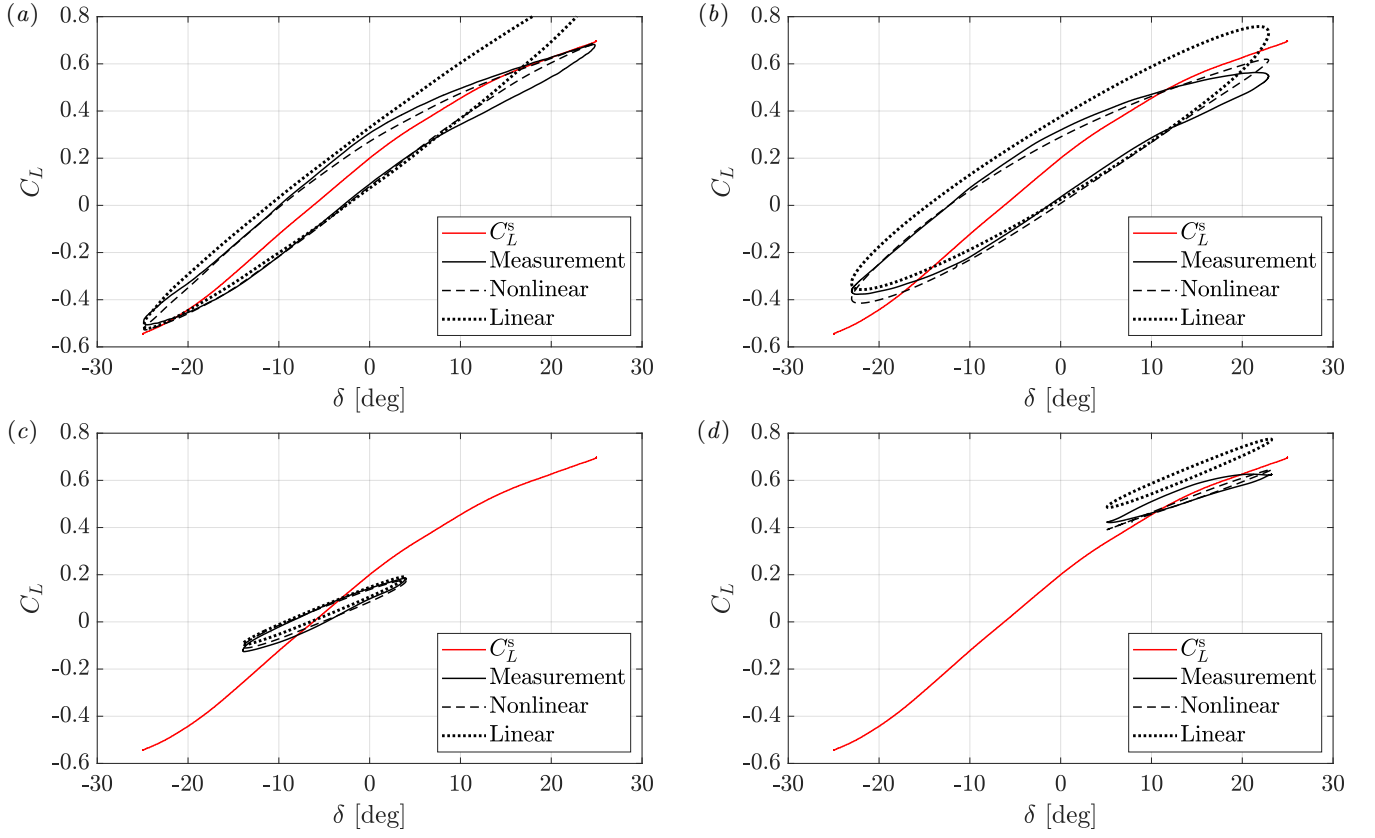 (a)
0.8
0.6
0.4
0.2
0
-0.2
-0.4
-0.6
C_L
-30 -20 -10 0 10 20 30
δ [deg]
C_L^s
Measurement
Nonlinear
Linear
(b)
0.8
0.6
0.4
0.2
0
-0.2
-0.4
-0.6
C_L
-30 -20 -10 0 10 20 30
δ [deg]
C_L^s
Measurement
Nonlinear
Linear
(c)
0.8
0.6
0.4
0.2
0
-0.2
-0.4
-0.6
C_L
-30 -20 -10 0 10 20 30
δ [deg]
C_L^s
Measurement
Nonlinear
Linear
(d)
0.8
0.6
0.4
0.2
0
-0.2
-0.4
-0.6
C_L
-30 -20 -10 0 10 20 30
δ [deg]
C_L^s
Measurement
Nonlinear
Linear